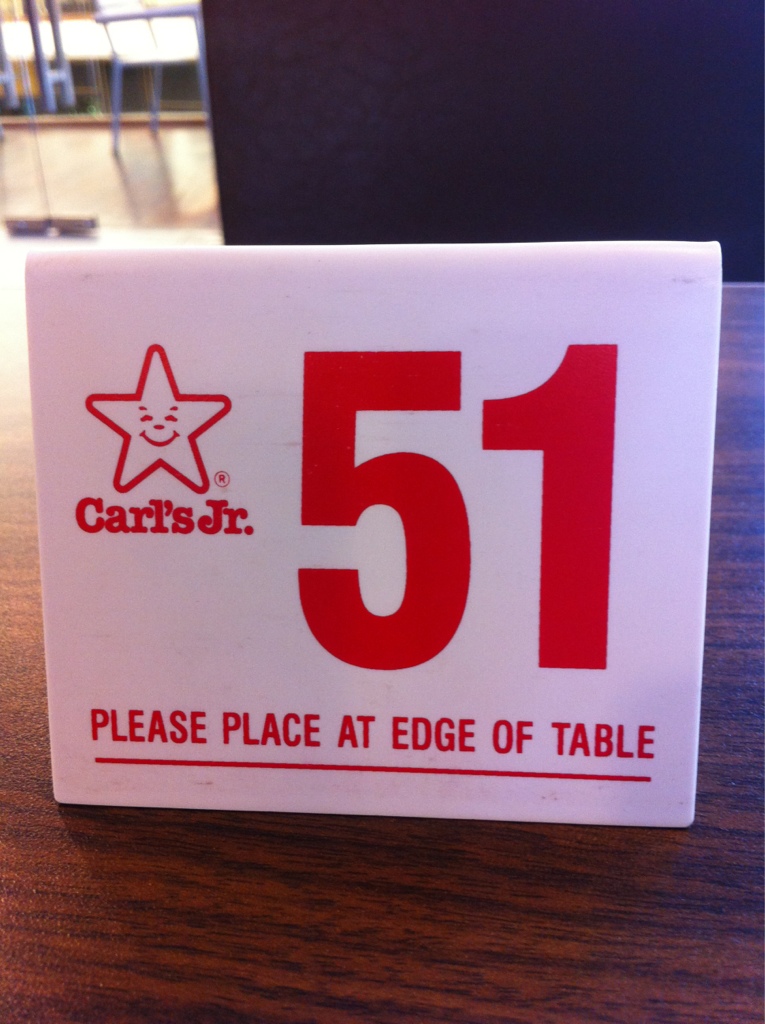 51
®
Carl's Jr.
PLEASE PLACE AT EDGE OF TABLE